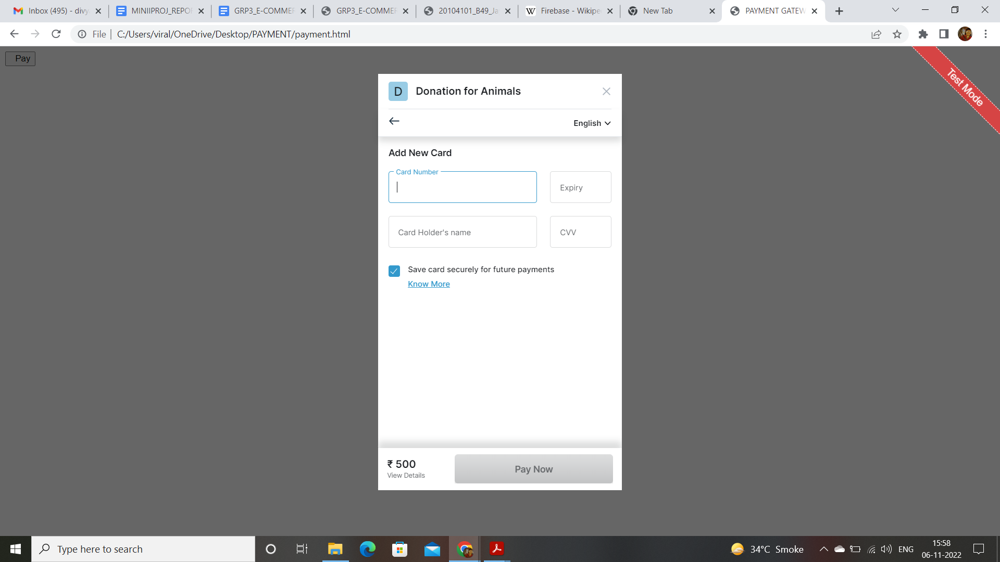 Inbox (495) - divy
MINIIPROJ_REPOR
GRP3_E-COMMER
GRP3_E-COMMER
20104101_B49_Ja
W Firebase - Wikipe
New Tab
PAYMENT GATEW
File C:/Users/viral/OneDrive/Desktop/PAYMENT/payment.html
Pay
Test Mode
D Donation for Animals
English
Add New Card
Card Number
Expiry
Card Holder's name
CVV
Save card securely for future payments
Know More
₹ 500
View Details
Pay Now
Type here to search
34°C Smoke
ENG
15:58
06-11-2022